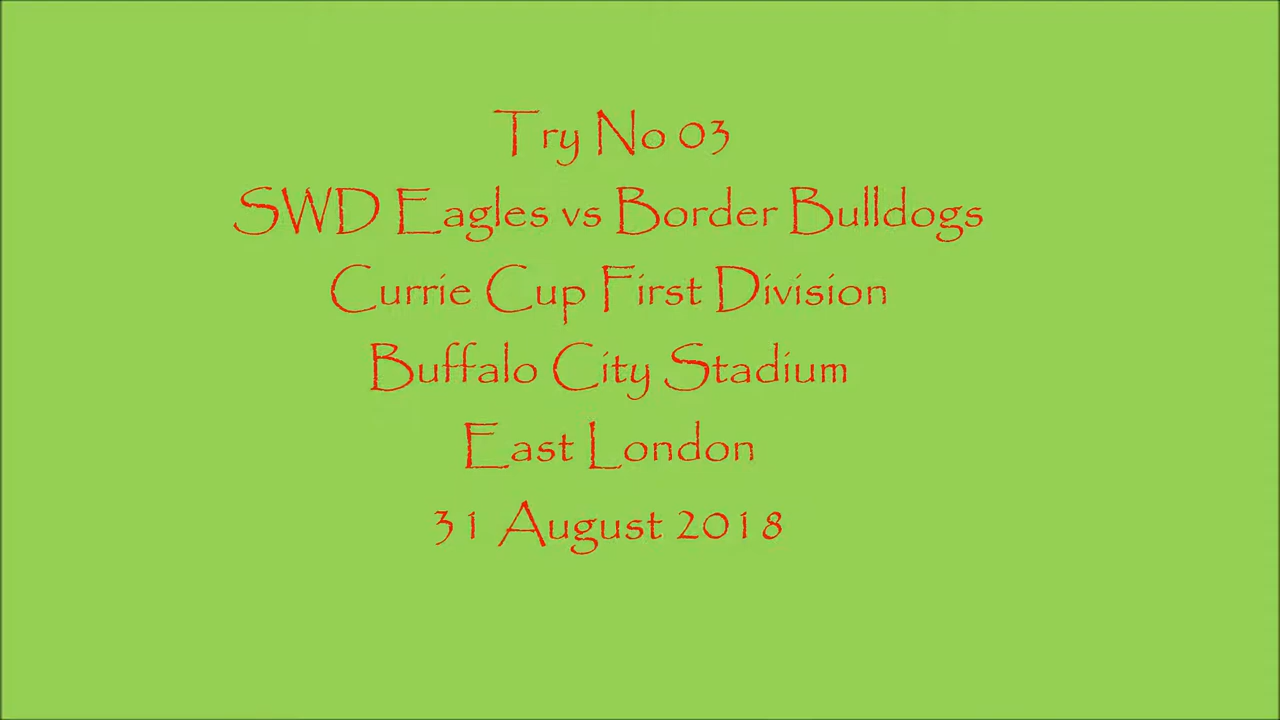 Try No 03
SWD Eagles vs Border Bulldogs
Currie Cup First Division
Buffalo City Stadium
East London
31 August 2018